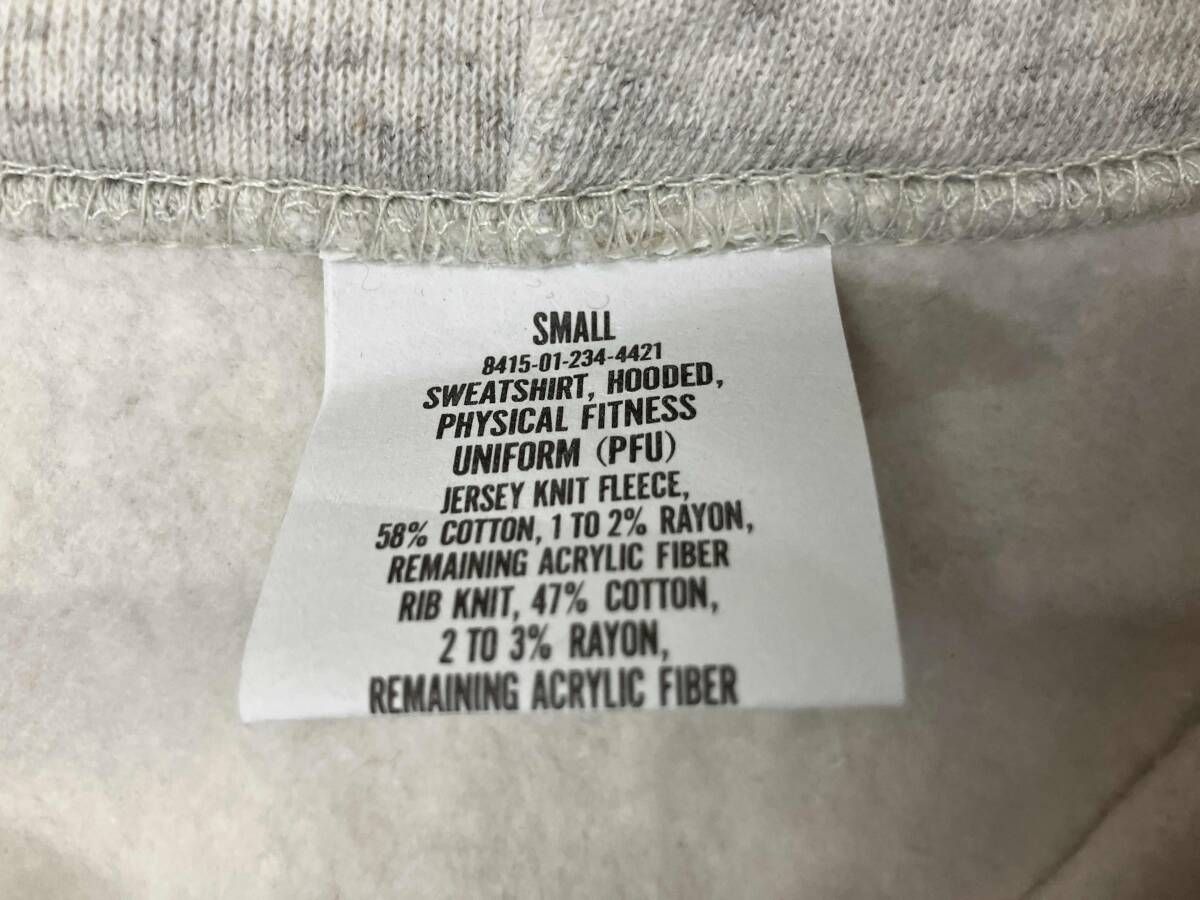 SMALL
8415-01-234-4421
SWEATSHIRT, HOODED,
PHYSICAL FITNESS
UNIFORM (PFU)
JERSEY KNIT FLEECE,
58% COTTON, 1 TO 2% RAYON,
REMAINING ACRYLIC FIBER
RIB KNIT, 47% COTTON,
2 TO 3% RAYON,
REMAINING ACRYLIC FIBER